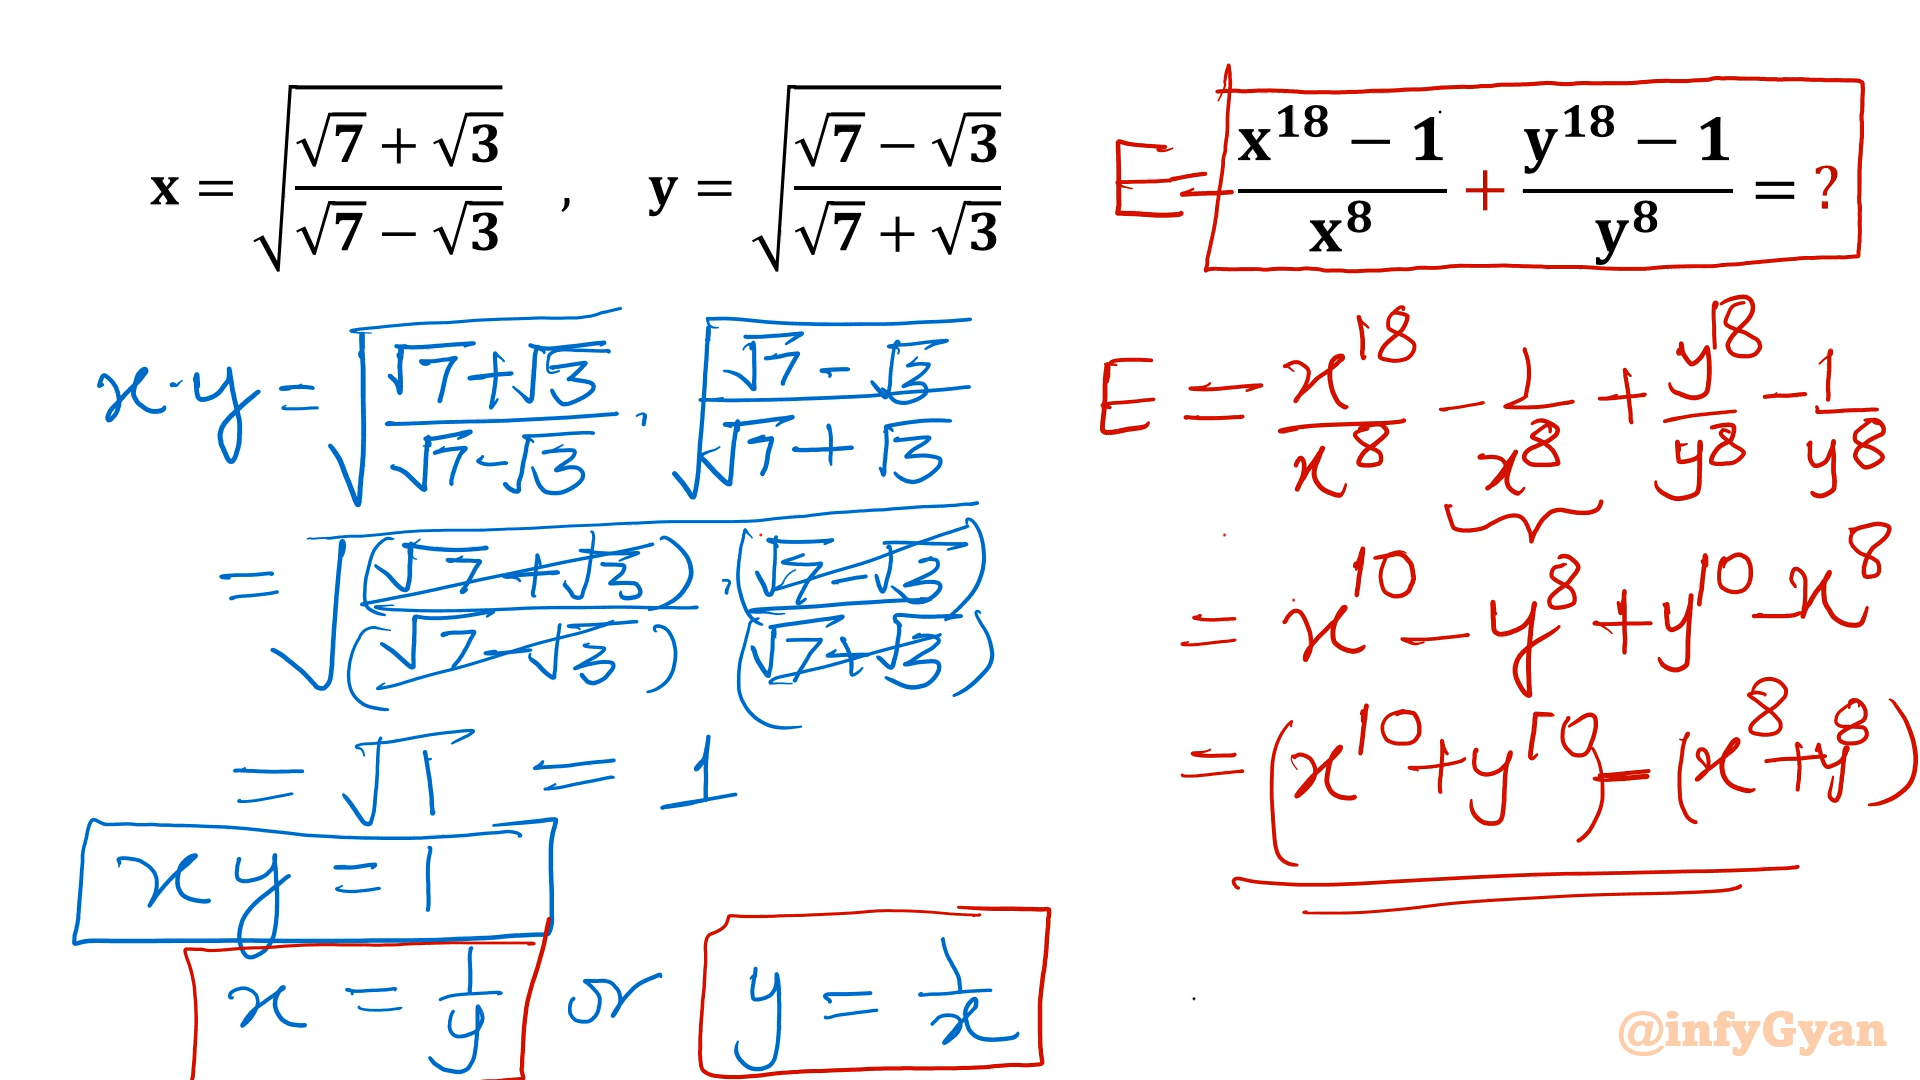 x = √((√7 + √3)/(√7 − √3)) , y = √((√7 − √3)/(√7 + √3))
E = (x¹⁸ − 1)/x⁸ + (y¹⁸ − 1)/y⁸ = ?
x · y = √((√7 + √3)/(√7 − √3)) · √((√7 − √3)/(√7 + √3))
= √(((√7 + √3)/(√7 − √3)) · ((√7 − √3)/(√7 + √3)))
= √1 = 1
x y = 1
x = 1/y or y = 1/x
E = x¹⁸/x⁸ − 1/x⁸ + y¹⁸/y⁸ − 1/y⁸
= x¹⁰ − y⁸ + y¹⁰ − x⁸
= (x¹⁰ + y¹⁰) − (x⁸ + y⁸)
@infyGyan